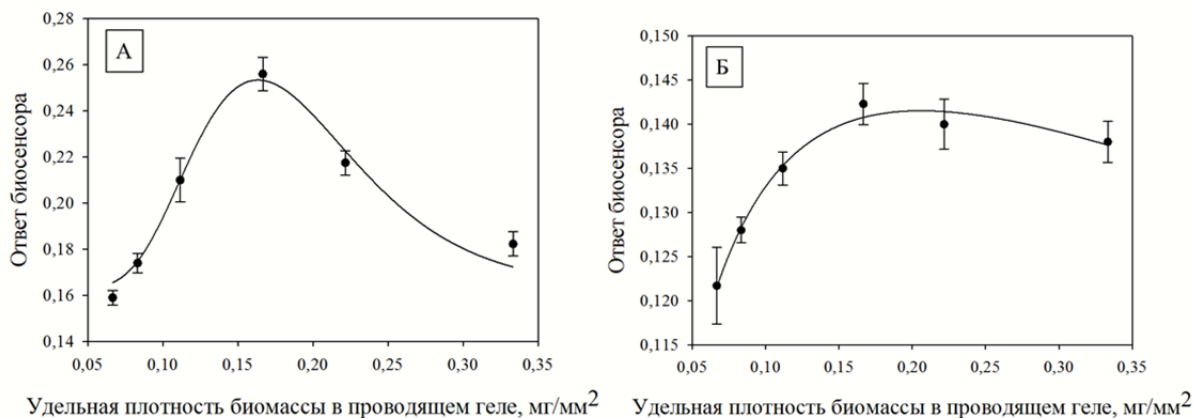 А
Ответ биосенсора
0,28
0,26
0,24
0,22
0,20
0,18
0,16
0,14
0,05 0,10 0,15 0,20 0,25 0,30 0,35
Удельная плотность биомассы в проводящем геле, мг/мм²
Б
Ответ биосенсора
0,150
0,145
0,140
0,135
0,130
0,125
0,120
0,115
0,05 0,10 0,15 0,20 0,25 0,30 0,35
Удельная плотность биомассы в проводящем геле, мг/мм²